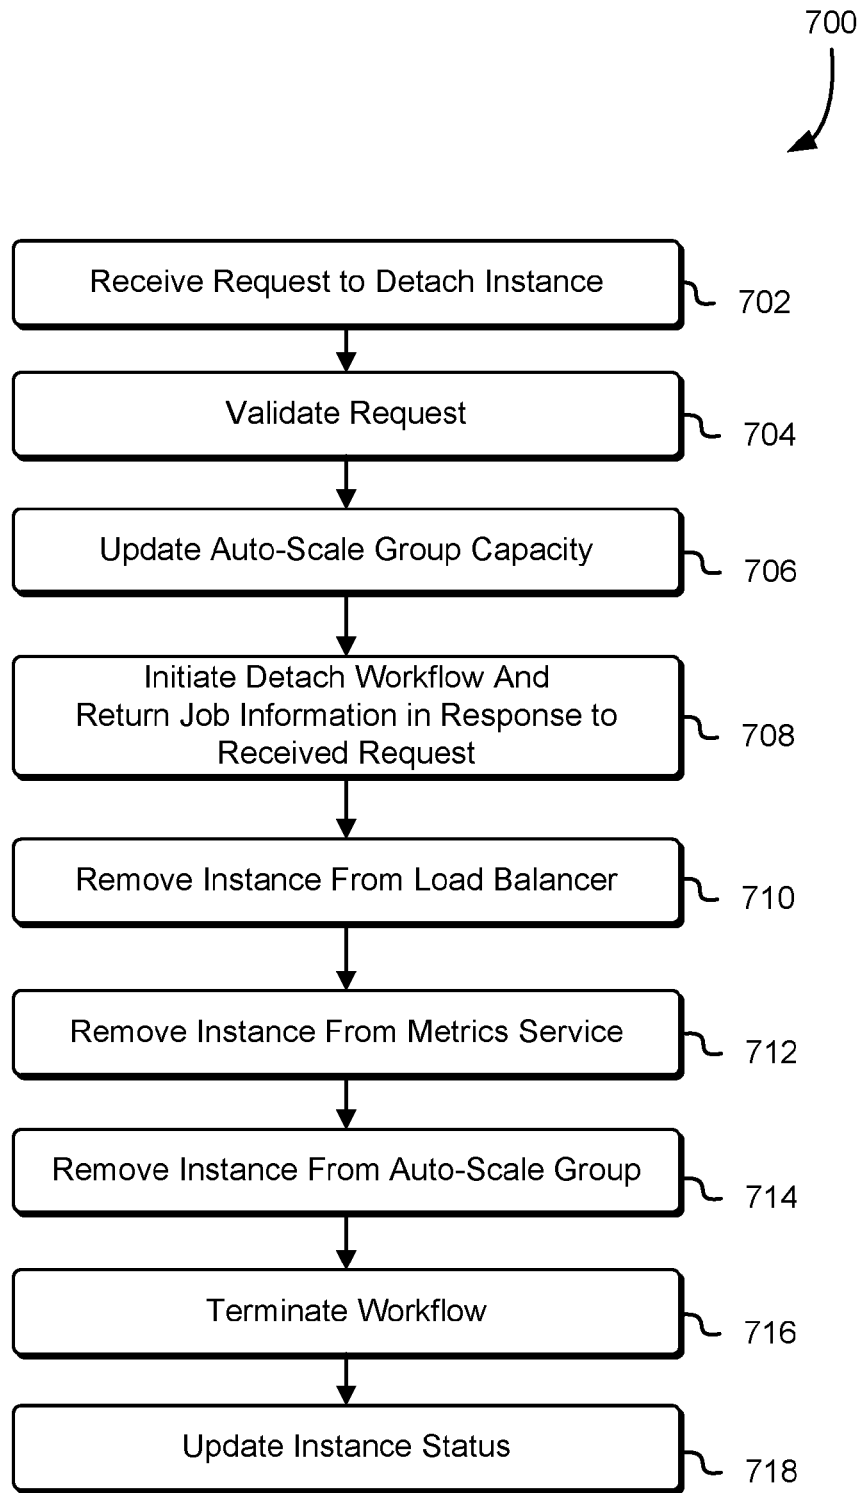 700
Receive Request to Detach Instance
702
Validate Request
704
Update Auto-Scale Group Capacity
706
Initiate Detach Workflow And
Return Job Information in Response to
Received Request
708
Remove Instance From Load Balancer
710
Remove Instance From Metrics Service
712
Remove Instance From Auto-Scale Group
714
Terminate Workflow
716
Update Instance Status
718